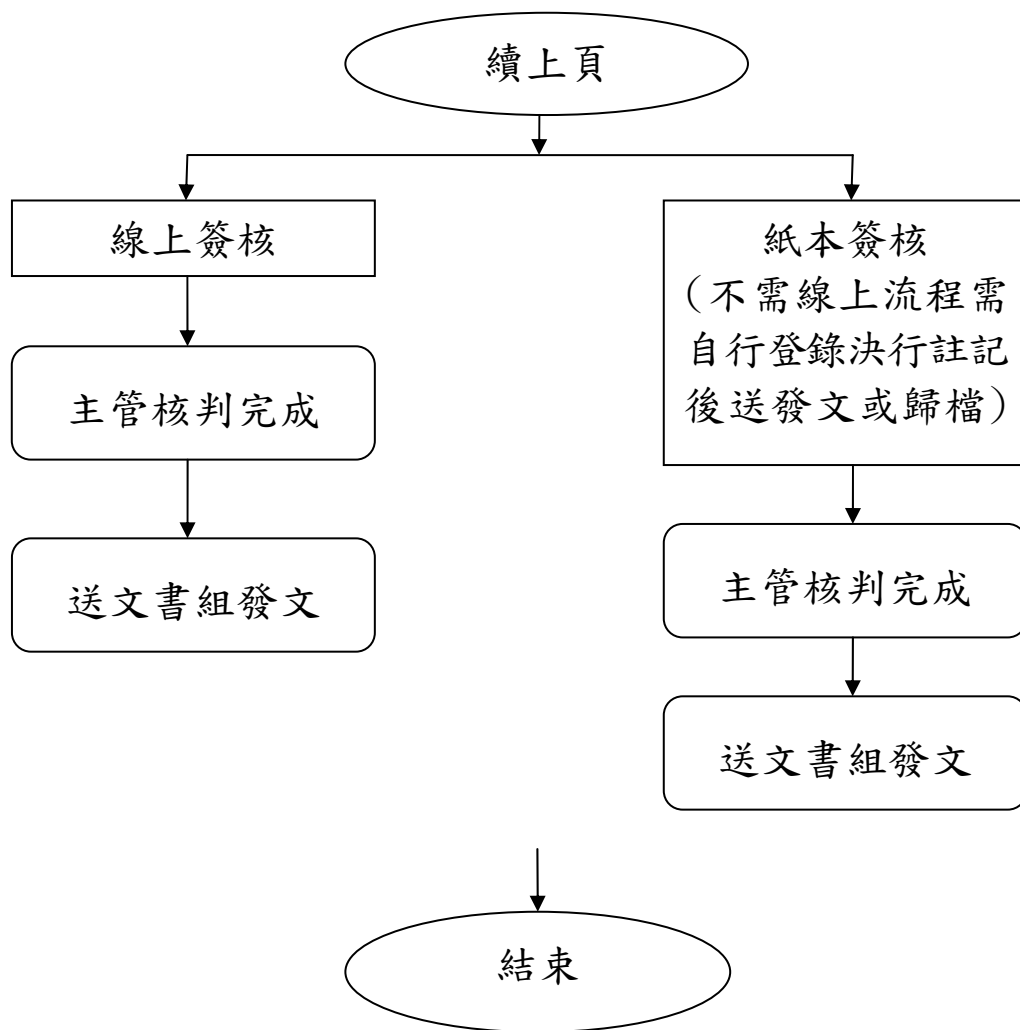 續上頁
線上簽核
主管核判完成
送文書組發文
紙本簽核
（不需線上流程需
自行登錄決行註記
後送發文或歸檔）
主管核判完成
送文書組發文
結束